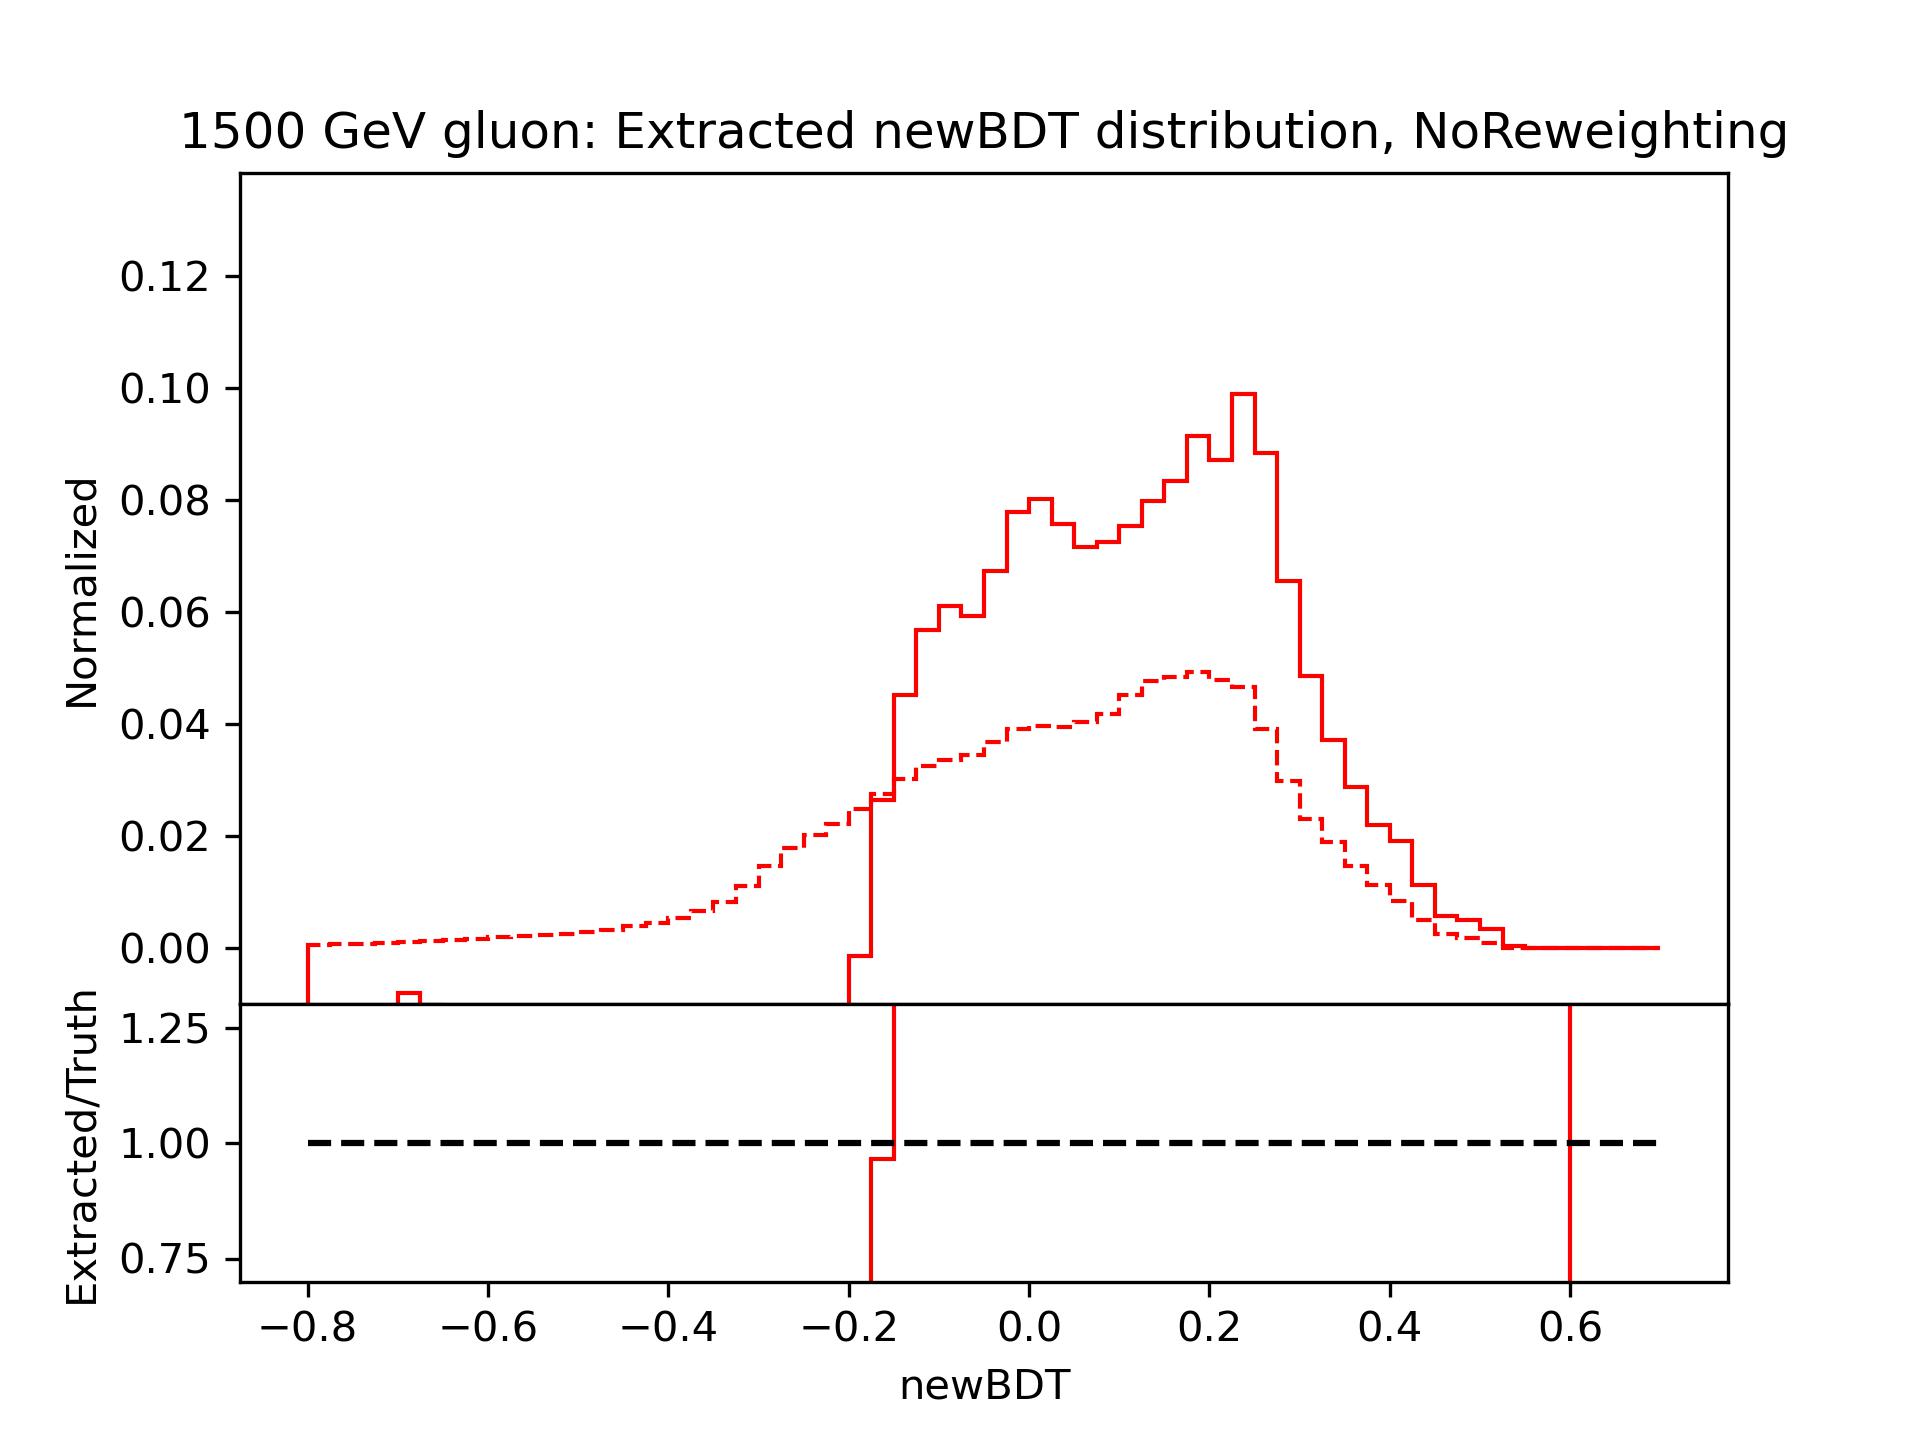 1500 GeV gluon: Extracted newBDT distribution, NoReweighting
Normalized
0.12
0.10
0.08
0.06
0.04
0.02
0.00
Extracted/Truth
1.25
1.00
0.75
−0.8 −0.6 −0.4 −0.2 0.0 0.2 0.4 0.6
newBDT